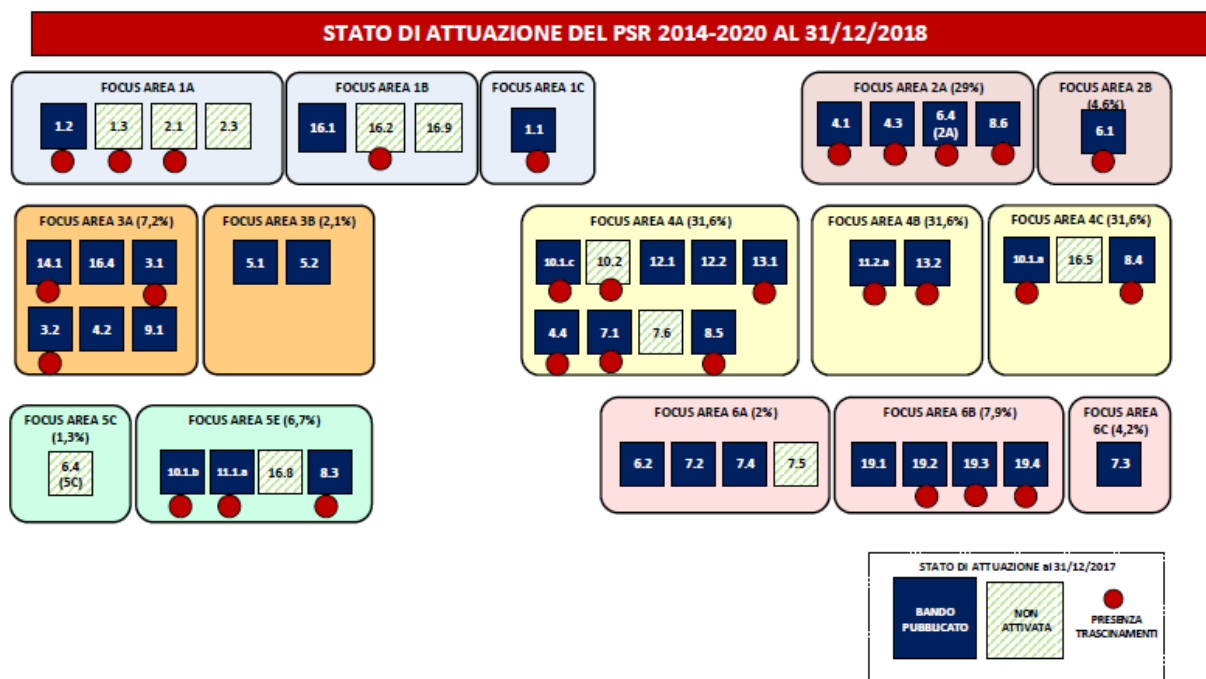 STATO DI ATTUAZIONE DEL PSR 2014-2020 AL 31/12/2018
FOCUS AREA 1A
1.2
1.3
2.1
2.3
FOCUS AREA 1B
16.1
16.2
16.9
FOCUS AREA 1C
1.1
FOCUS AREA 2A (29%)
4.1
4.3
6.4
(2A)
8.6
FOCUS AREA 2B
(4,6%)
6.1
FOCUS AREA 3A (7,2%)
14.1
16.4
3.1
3.2
4.2
9.1
FOCUS AREA 3B (2,1%)
5.1
5.2
FOCUS AREA 4A (31,6%)
10.1.c
10.2
12.1
12.2
13.1
4.4
7.1
7.6
8.5
FOCUS AREA 4B (31,6%)
11.2.a
13.2
FOCUS AREA 4C (31,6%)
10.1.a
16.5
8.4
FOCUS AREA 5C
(1,3%)
6.4
(5C)
FOCUS AREA 5E (6,7%)
10.1.b
11.1.a
16.8
8.3
FOCUS AREA 6A (2%)
6.2
7.2
7.4
7.5
FOCUS AREA 6B (7,9%)
19.1
19.2
19.3
19.4
FOCUS AREA
6C (4,2%)
7.3
STATO DI ATTUAZIONE al 31/12/2017
BANDO
PUBBLICATO
NON
ATTIVATA
PRESENZA
TRASCINAMENTI